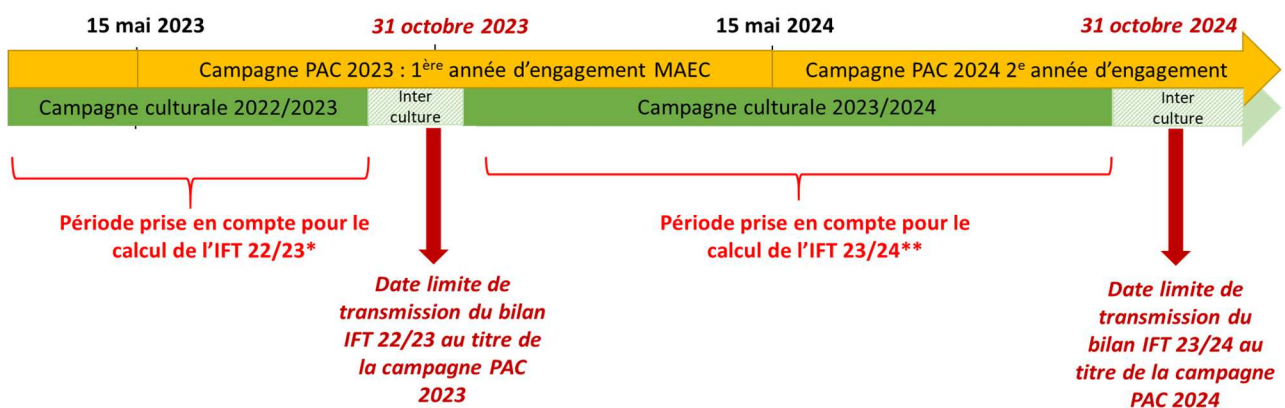 15 mai 2023
31 octobre 2023
15 mai 2024
31 octobre 2024
Campagne PAC 2023 : 1ère année d'engagement MAEC
Campagne PAC 2024 2e année d'engagement
Campagne culturale 2022/2023
Inter
culture
Campagne culturale 2023/2024
Inter
culture
Période prise en compte pour le
calcul de l'IFT 22/23*
Période prise en compte pour le
calcul de l'IFT 23/24**
Date limite de
transmission du bilan
IFT 22/23 au titre de
la campagne PAC
2023
Date limite de
transmission du
bilan IFT 23/24 au
titre de la campagne
PAC 2024